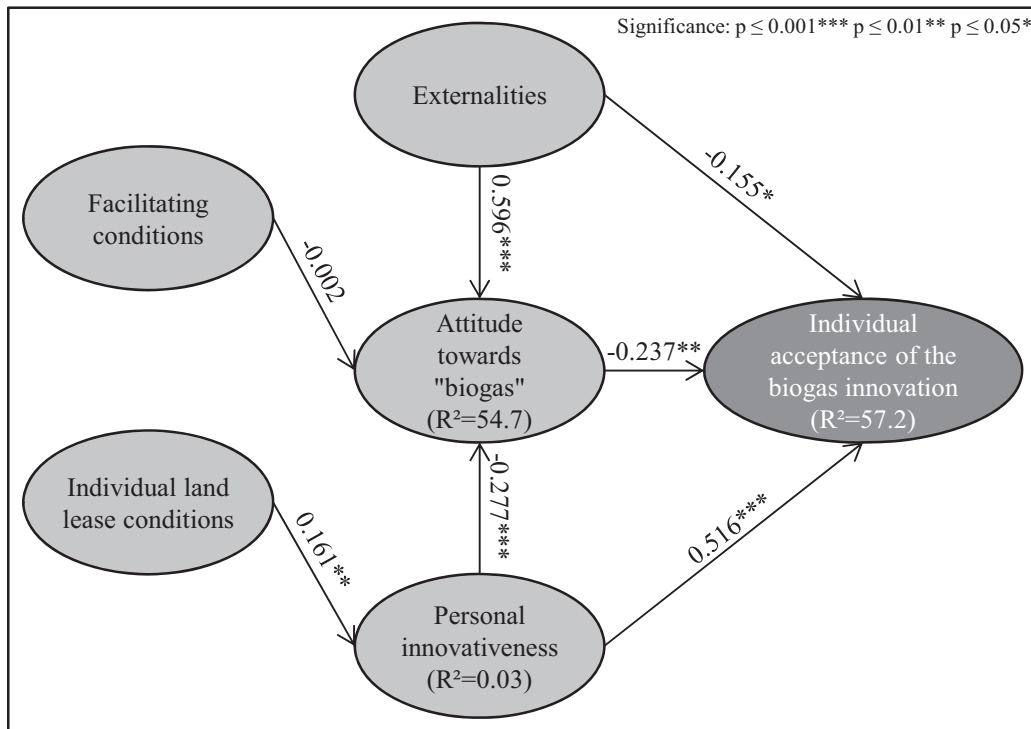 Significance: p ≤ 0.001*** p ≤ 0.01** p ≤ 0.05*
Externalities
-0.155*
Facilitating
conditions
0.596***
-0.002
Attitude
towards
"biogas"
(R²=54.7)
-0.237**
Individual
acceptance of the
biogas innovation
(R²=57.2)
Individual land
lease conditions
0.161**
-0.277***
0.516***
Personal
innovativeness
(R²=0.03)